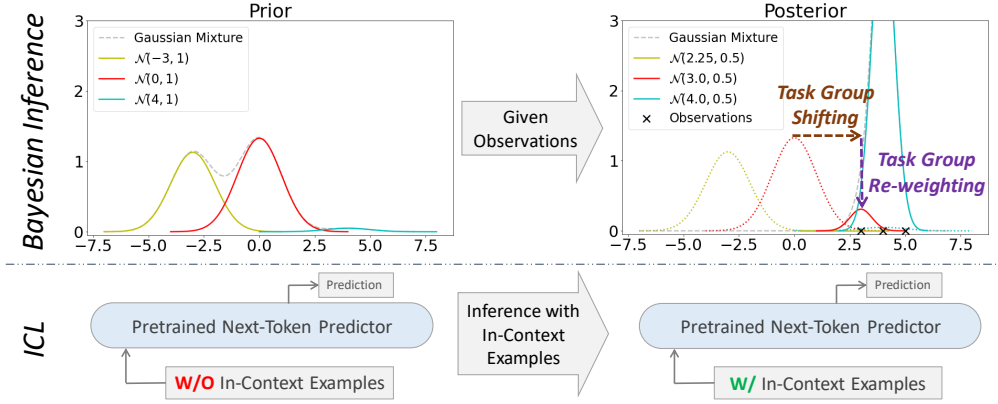 Bayesian Inference
Prior
3
2
1
0
−7.5 −5.0 −2.5 0.0 2.5 5.0 7.5
Gaussian Mixture
𝒩(−3, 1)
𝒩(0, 1)
𝒩(4, 1)
Given
Observations
Posterior
3
2
1
0
−7.5 −5.0 −2.5 0.0 2.5 5.0 7.5
Gaussian Mixture
𝒩(2.25, 0.5)
𝒩(3.0, 0.5)
𝒩(4.0, 0.5)
Observations
Task Group
Shifting
Task Group
Re-weighting
ICL
Prediction
Pretrained Next-Token Predictor
W/O In-Context Examples
Inference with
In-Context
Examples
Prediction
Pretrained Next-Token Predictor
W/ In-Context Examples